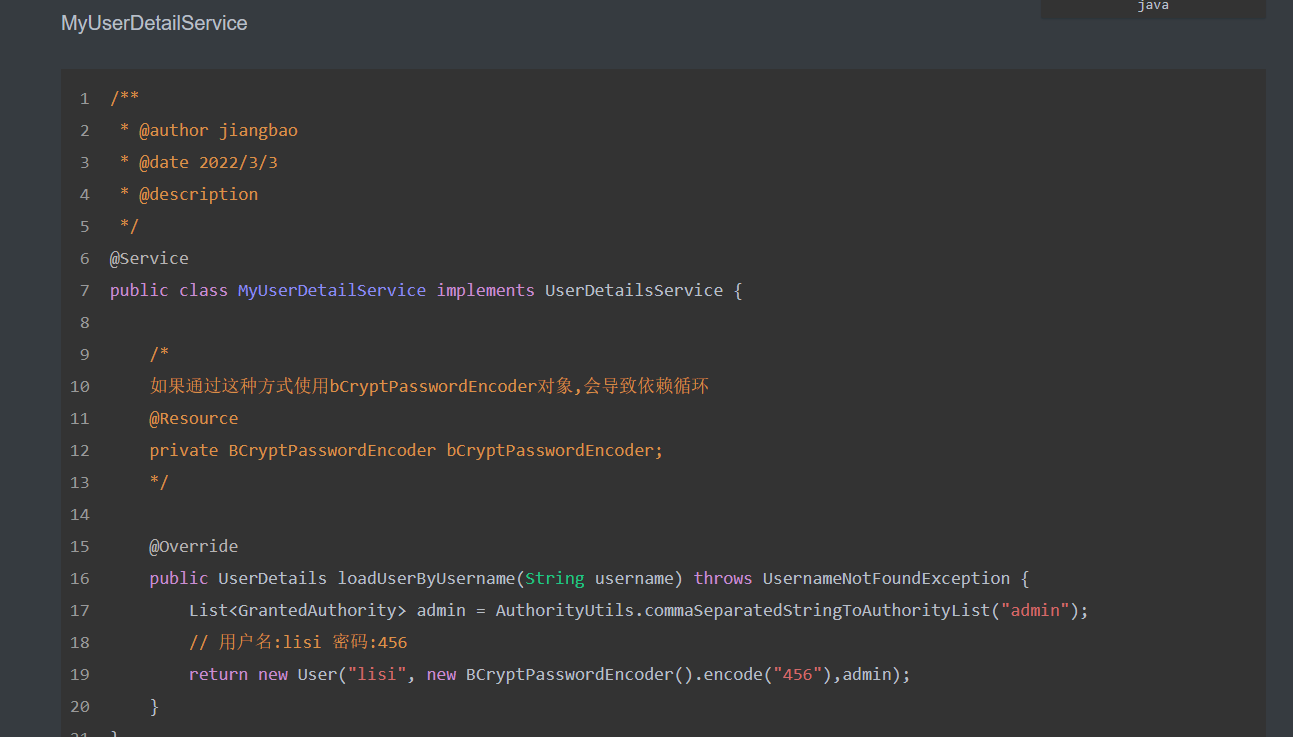 java
MyUserDetailService
1 /**
2  * @author jiangbao
3  * @date 2022/3/3
4  * @description
5  */
6 @Service
7 public class MyUserDetailService implements UserDetailsService {
8
9     /*
10     如果通过这种方式使用bCryptPasswordEncoder对象,会导致依赖循环
11     @Resource
12     private BCryptPasswordEncoder bCryptPasswordEncoder;
13     */
14
15     @Override
16     public UserDetails loadUserByUsername(String username) throws UsernameNotFoundException {
17         List<GrantedAuthority> admin = AuthorityUtils.commaSeparatedStringToAuthorityList("admin");
18         // 用户名:lisi 密码:456
19         return new User("lisi", new BCryptPasswordEncoder().encode("456"),admin);
20     }
21 }